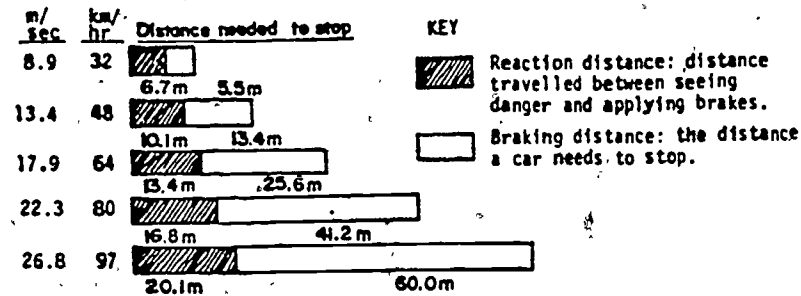 m/ km/
sec hr Distance needed to stop KEY
8.9 32
6.7m 5.5m
13.4 48
10.1m 13.4m
17.9 64
13.4m 25.6m
22.3 80
16.8m 41.2m
26.8 97
20.1m 60.0m
Reaction distance: distance
travelled between seeing
danger and applying brakes.
Braking distance: the distance
a car needs to stop.